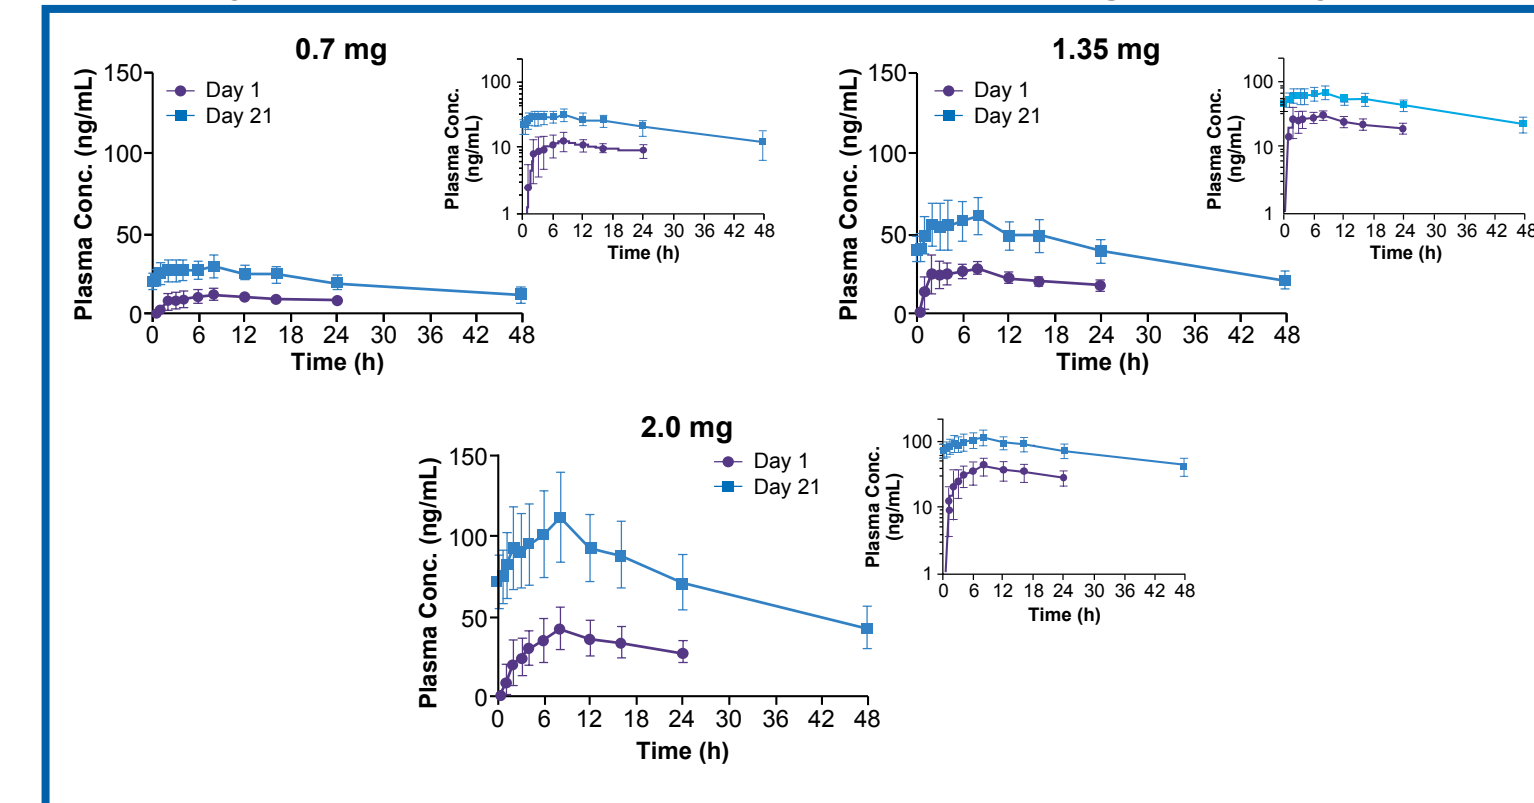 0.7 mg
150
100
50
0
Plasma Conc. (ng/mL)
Day 1
Day 21
0 6 12 18 24 30 36 42 48
Time (h)
100
10
1
Plasma Conc.
(ng/mL)
0 6 12 18 24 30 36 42 48
Time (h)
1.35 mg
150
100
50
0
Plasma Conc. (ng/mL)
Day 1
Day 21
0 6 12 18 24 30 36 42 48
Time (h)
100
10
1
Plasma Conc.
(ng/mL)
0 6 12 18 24 30 36 42 48
Time (h)
2.0 mg
150
100
50
0
Plasma Conc. (ng/mL)
Day 1
Day 21
0 6 12 18 24 30 36 42 48
Time (h)
100
10
1
Plasma Conc.
(ng/mL)
0 6 12 18 24 30 36 42 48
Time (h)